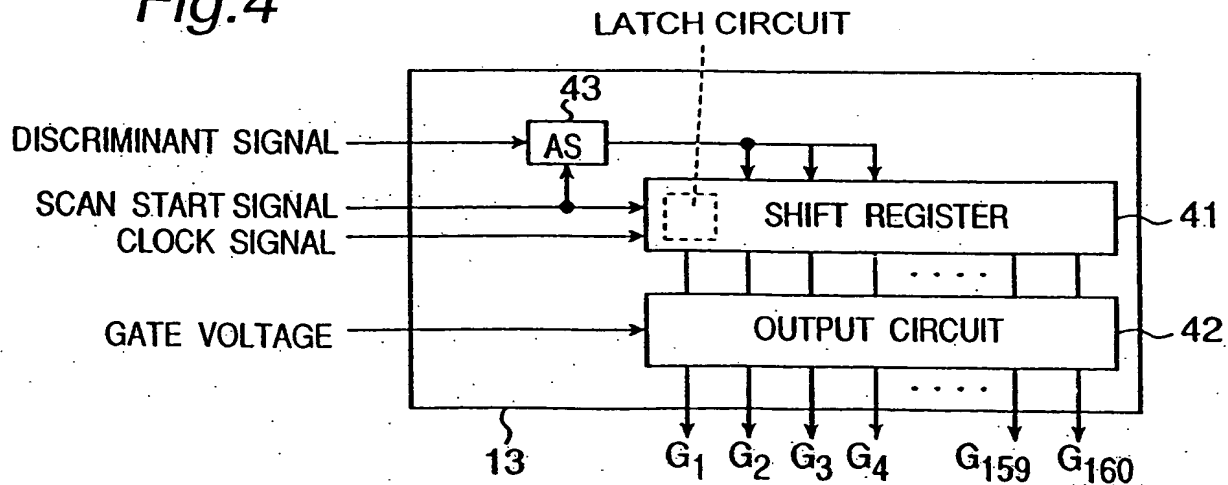 Fig.4
LATCH CIRCUIT
43
DISCRIMINANT SIGNAL
AS
SCAN START SIGNAL
SHIFT REGISTER
41
CLOCK SIGNAL
GATE VOLTAGE
OUTPUT CIRCUIT
42
13
G1 G2 G3 G4 G159 G160